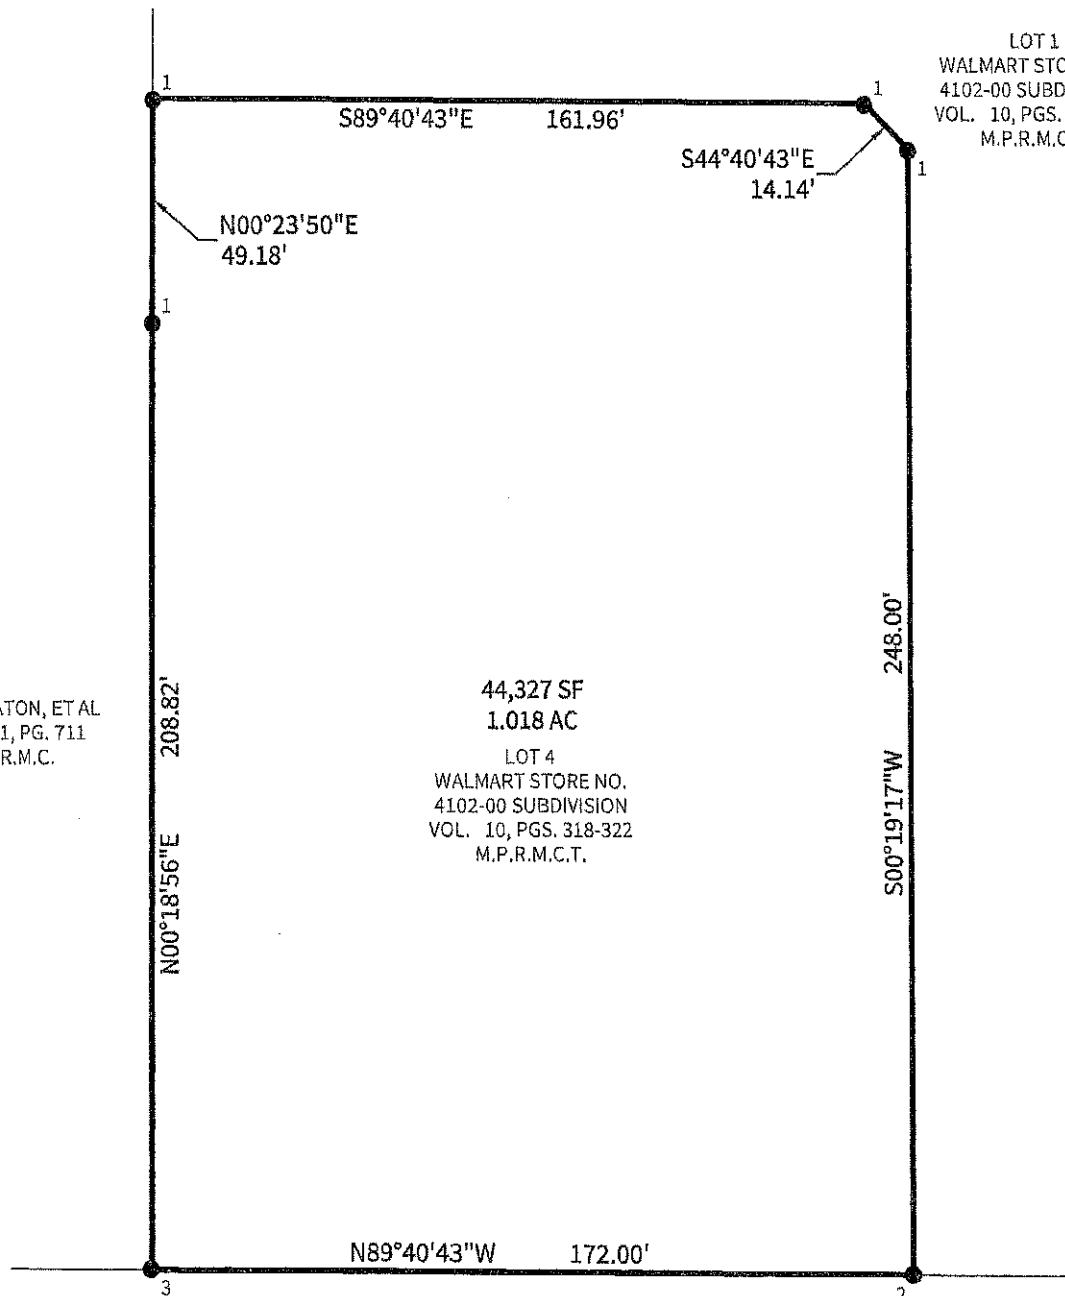 LOT 1
WALMART STO
4102-00 SUBD
VOL. 10, PGS.
M.P.R.M.C
1
1
S89°40'43"E 161.96'
S44°40'43"E
14.14'
1
N00°23'50"E
49.18'
1
248.00'
S00°19'17"W
208.82'
N00°18'56"E
ATON, ET AL
1, PG. 711
R.M.C.
44,327 SF
1.018 AC
LOT 4
WALMART STORE NO.
4102-00 SUBDIVISION
VOL. 10, PGS. 318-322
M.P.R.M.C.T.
N89°40'43"W 172.00'
3
2